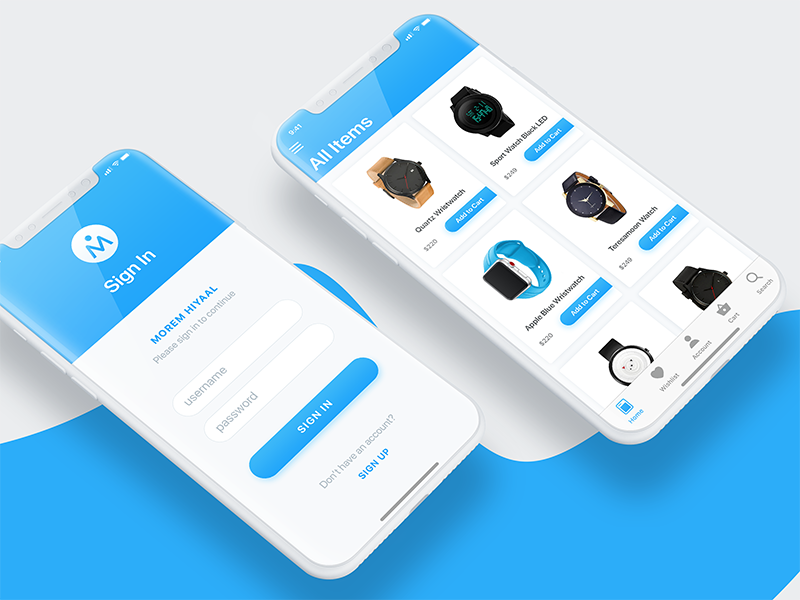 Sign In
MOREM HIYAAL
Please sign in to continue
username
password
SIGN IN
Don't have an account?
SIGN UP
9:41
All Items
Quartz Wristwatch
$220
Add to Cart
Sport Watch Black LED
$249
Add to Cart
Apple Blue Wristwatch
$220
Add to Cart
Teresamoon Watch
$249
Add to Cart
Home
Wishlist
Account
Cart
Search